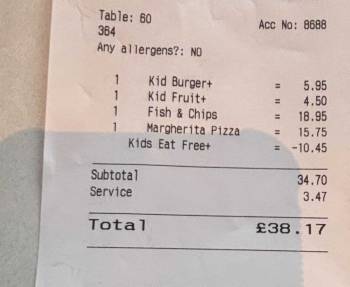 Table: 60
Acc No: 8688
364
Any allergens?: NO
1 Kid Burger+ = 5.95
1 Kid Fruit+ = 4.50
1 Fish & Chips = 18.95
1 Margherita Pizza = 15.75
Kids Eat Free+ = -10.45
Subtotal 34.70
Service 3.47
Total £38.17